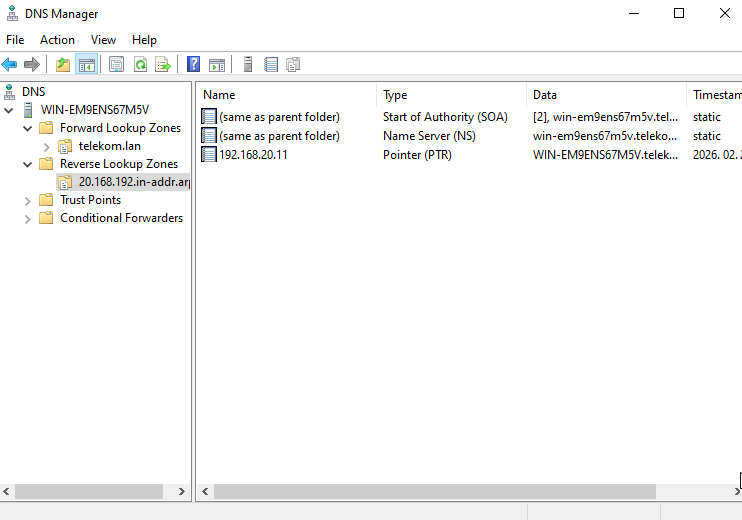 DNS Manager
File Action View Help
DNS
WIN-EM9ENS67M5V
Forward Lookup Zones
telekom.lan
Reverse Lookup Zones
20.168.192.in-addr.arp
Trust Points
Conditional Forwarders
Name Type Data Timestam
(same as parent folder) Start of Authority (SOA) [2], win-em9ens67m5v.tel... static
(same as parent folder) Name Server (NS) win-em9ens67m5v.teleko... static
192.168.20.11 Pointer (PTR) WIN-EM9ENS67M5V.telek... 2026. 02. 2